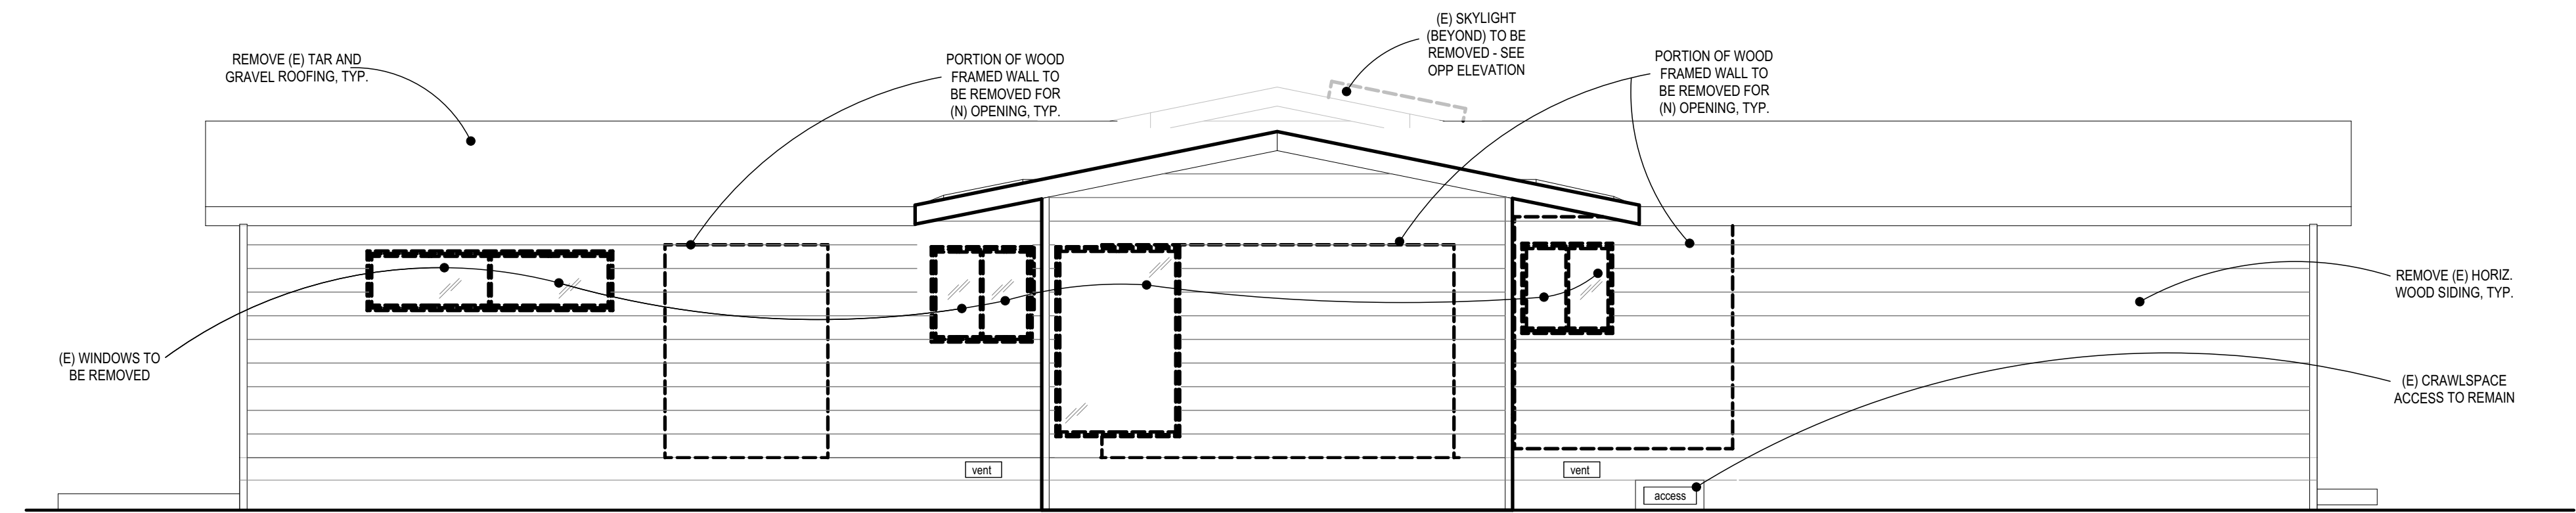 (E) SKYLIGHT
(BEYOND) TO BE
REMOVED - SEE
OPP ELEVATION
REMOVE (E) TAR AND
GRAVEL ROOFING, TYP.
PORTION OF WOOD
FRAMED WALL TO
BE REMOVED FOR
(N) OPENING, TYP.
PORTION OF WOOD
FRAMED WALL TO
BE REMOVED FOR
(N) OPENING, TYP.
REMOVE (E) HORIZ.
WOOD SIDING, TYP.
(E) WINDOWS TO
BE REMOVED
(E) CRAWLSPACE
ACCESS TO REMAIN
vent
vent
access